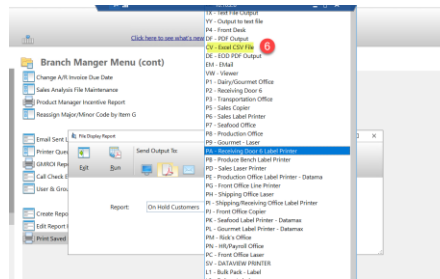 TX - Test File Output
YY - Output to test file
P4 - Front Desk
Click here to see what's new
DF - PDF Output
CV - Excel CSV File
6
DE - EOD PDF Output
EM - EMail
VW - Viewer
P1 - Dairy/Gourmet Office
P2 - Receiving Door 6
P3 - Transportation Office
P5 - Sales Copier
P6 - Sales Label Printer
P7 - Seafood Office
P8 - Production Office
P9 - Gourmet - Laser
PA - Receiving Door 6 Label Printer
PB - Produce Bench Label Printer
PD - Sales Laser Printer
PE - Production Office Label Printer - Datama
PG - Front Office Line Printer
PH - Shipping Office Laser
PI - Shipping/Receiving Office Label Printer
PJ - Front Office Copier
PK - Seafood Label Printer - Datamax
PL - Gourmet Label Printer - Datamax
PM - Rick's Office
PN - HR/Payroll Office
PC - Front Office Laser
SV - DATAVIEW PRINTER
L1 - Bulk Pack - Label
Branch Manger Menu (cont)
Change A/R Invoice Due Date
Sales Analysis File Maintenance
Product Manager Incentive Report
Reassign Major/Minor Code by Item G
Email Sent L
Printer Queu
DMROI Repo
Call Check E
User & Grou
Create Repo
Edit Report
Print Saved
File Display Report
Exit
Run
Send Output To:
Report:
On Hold Customers